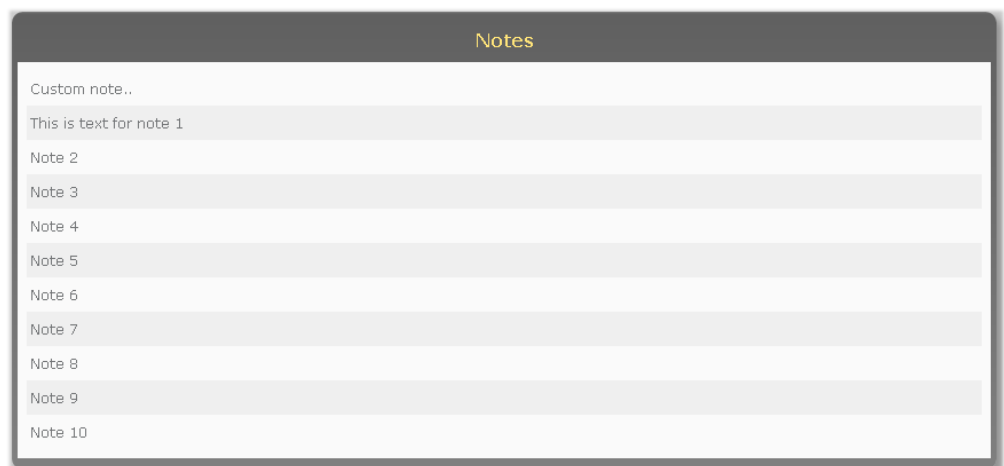 Notes
Custom note..
This is text for note 1
Note 2
Note 3
Note 4
Note 5
Note 6
Note 7
Note 8
Note 9
Note 10